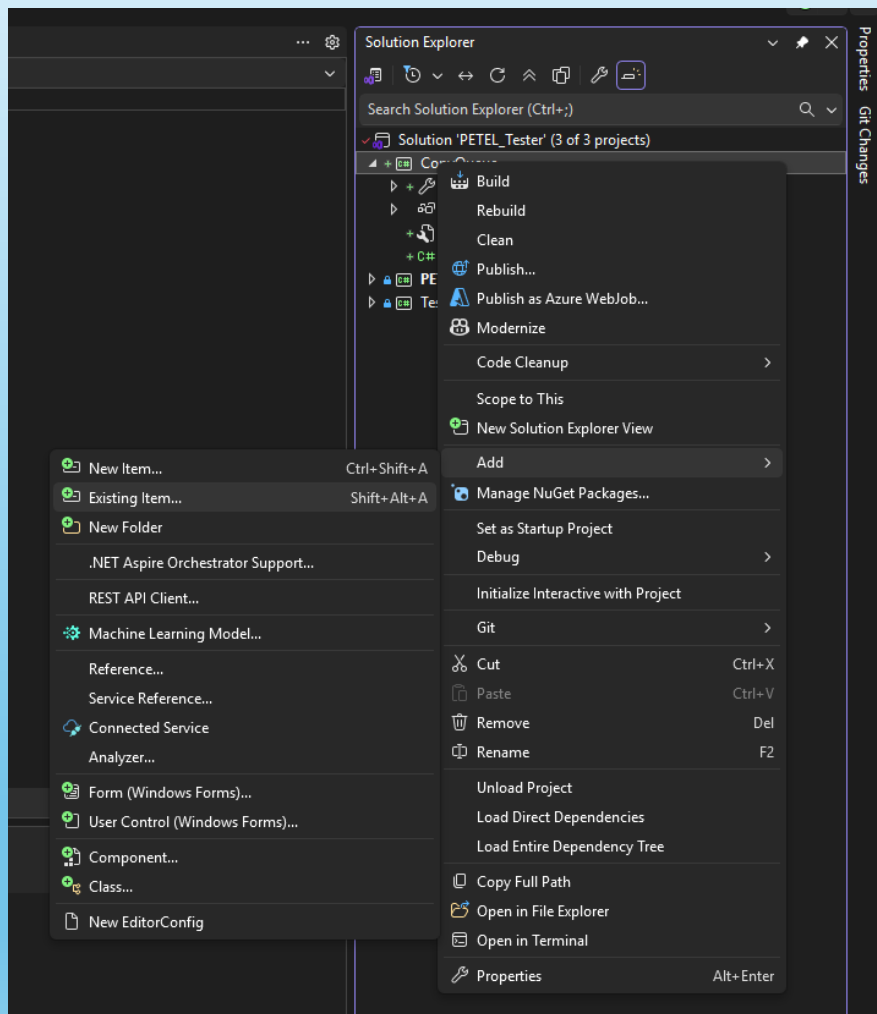 Solution Explorer
Search Solution Explorer (Ctrl+;)
Solution 'PETEL_Tester' (3 of 3 projects)
C#
C#
C#
C#
Properties
Git Changes
Build
Rebuild
Clean
Publish...
Publish as Azure WebJob...
Modernize
Code Cleanup
Scope to This
New Solution Explorer View
Add
Manage NuGet Packages...
Set as Startup Project
Debug
Initialize Interactive with Project
Git
Cut Ctrl+X
Paste Ctrl+V
Remove Del
Rename F2
Unload Project
Load Direct Dependencies
Load Entire Dependency Tree
Copy Full Path
Open in File Explorer
Open in Terminal
Properties Alt+Enter
New Item... Ctrl+Shift+A
Existing Item... Shift+Alt+A
New Folder
.NET Aspire Orchestrator Support...
REST API Client...
Machine Learning Model...
Reference...
Service Reference...
Connected Service
Analyzer...
Form (Windows Forms)...
User Control (Windows Forms)...
Component...
Class...
New EditorConfig